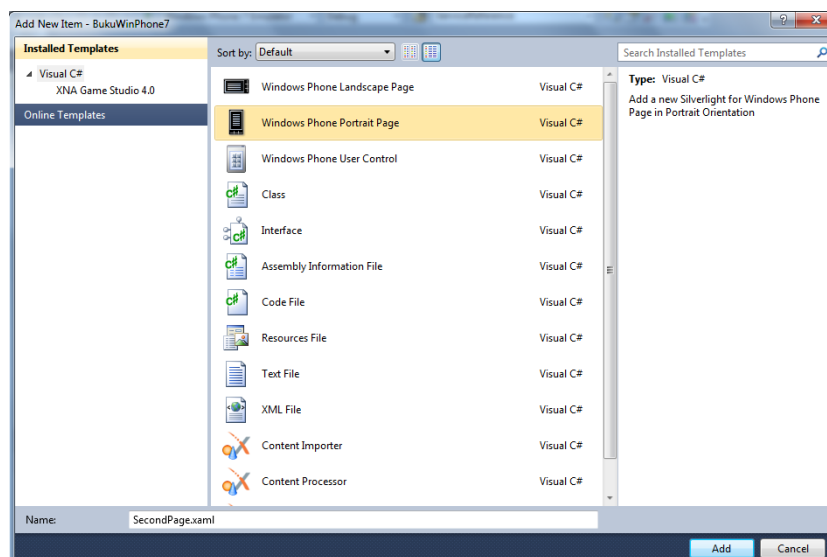 Add New Item - BukuWinPhone7
Installed Templates
Visual C#
XNA Game Studio 4.0
Online Templates
Sort by: Default
Search Installed Templates
Windows Phone Landscape Page Visual C#
Windows Phone Portrait Page Visual C#
Windows Phone User Control Visual C#
Class Visual C#
Interface Visual C#
Assembly Information File Visual C#
Code File Visual C#
Resources File Visual C#
Text File Visual C#
XML File Visual C#
Content Importer Visual C#
Content Processor Visual C#
Type: Visual C#
Add a new Silverlight for Windows Phone
Page in Portrait Orientation
Name: SecondPage.xaml
Add Cancel